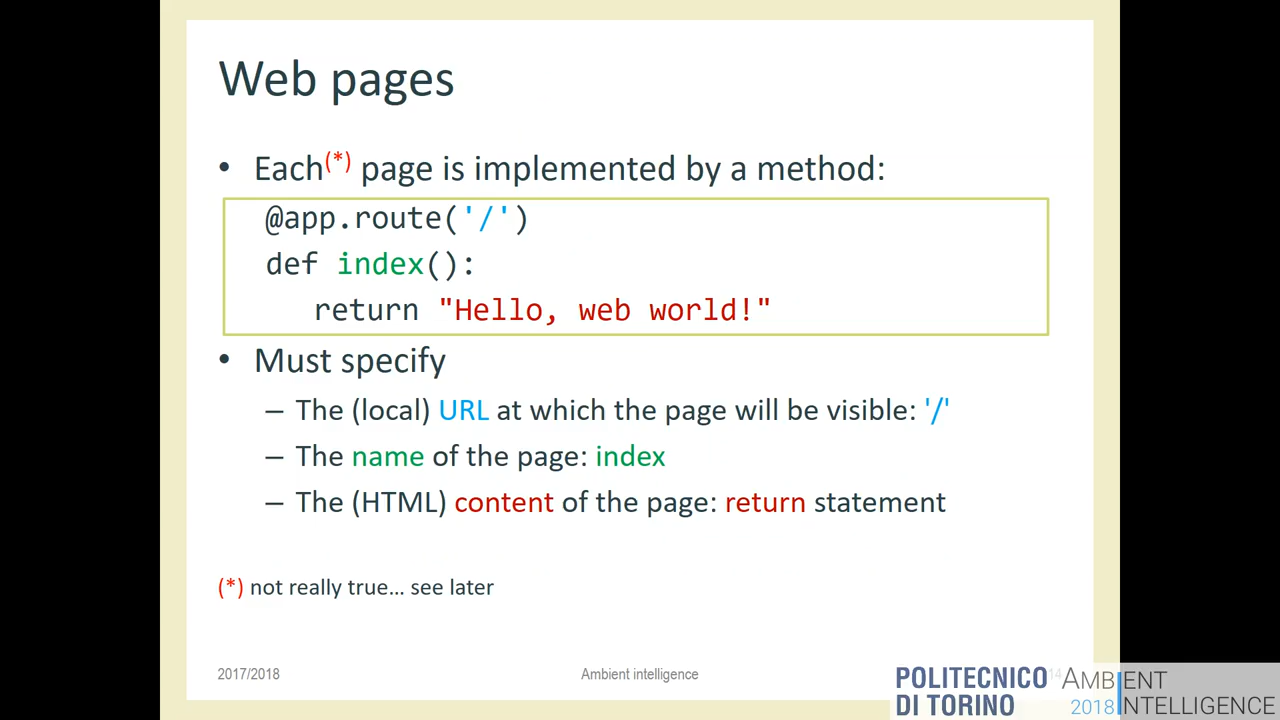 Web pages
• Each(*) page is implemented by a method:
@app.route('/')
def index():
return "Hello, web world!"
• Must specify
– The (local) URL at which the page will be visible: '/'
– The name of the page: index
– The (HTML) content of the page: return statement
(*) not really true... see later
2017/2018
Ambient intelligence
14
POLITECNICO
DI TORINO
AMBIENT
2018 INTELLIGENCE